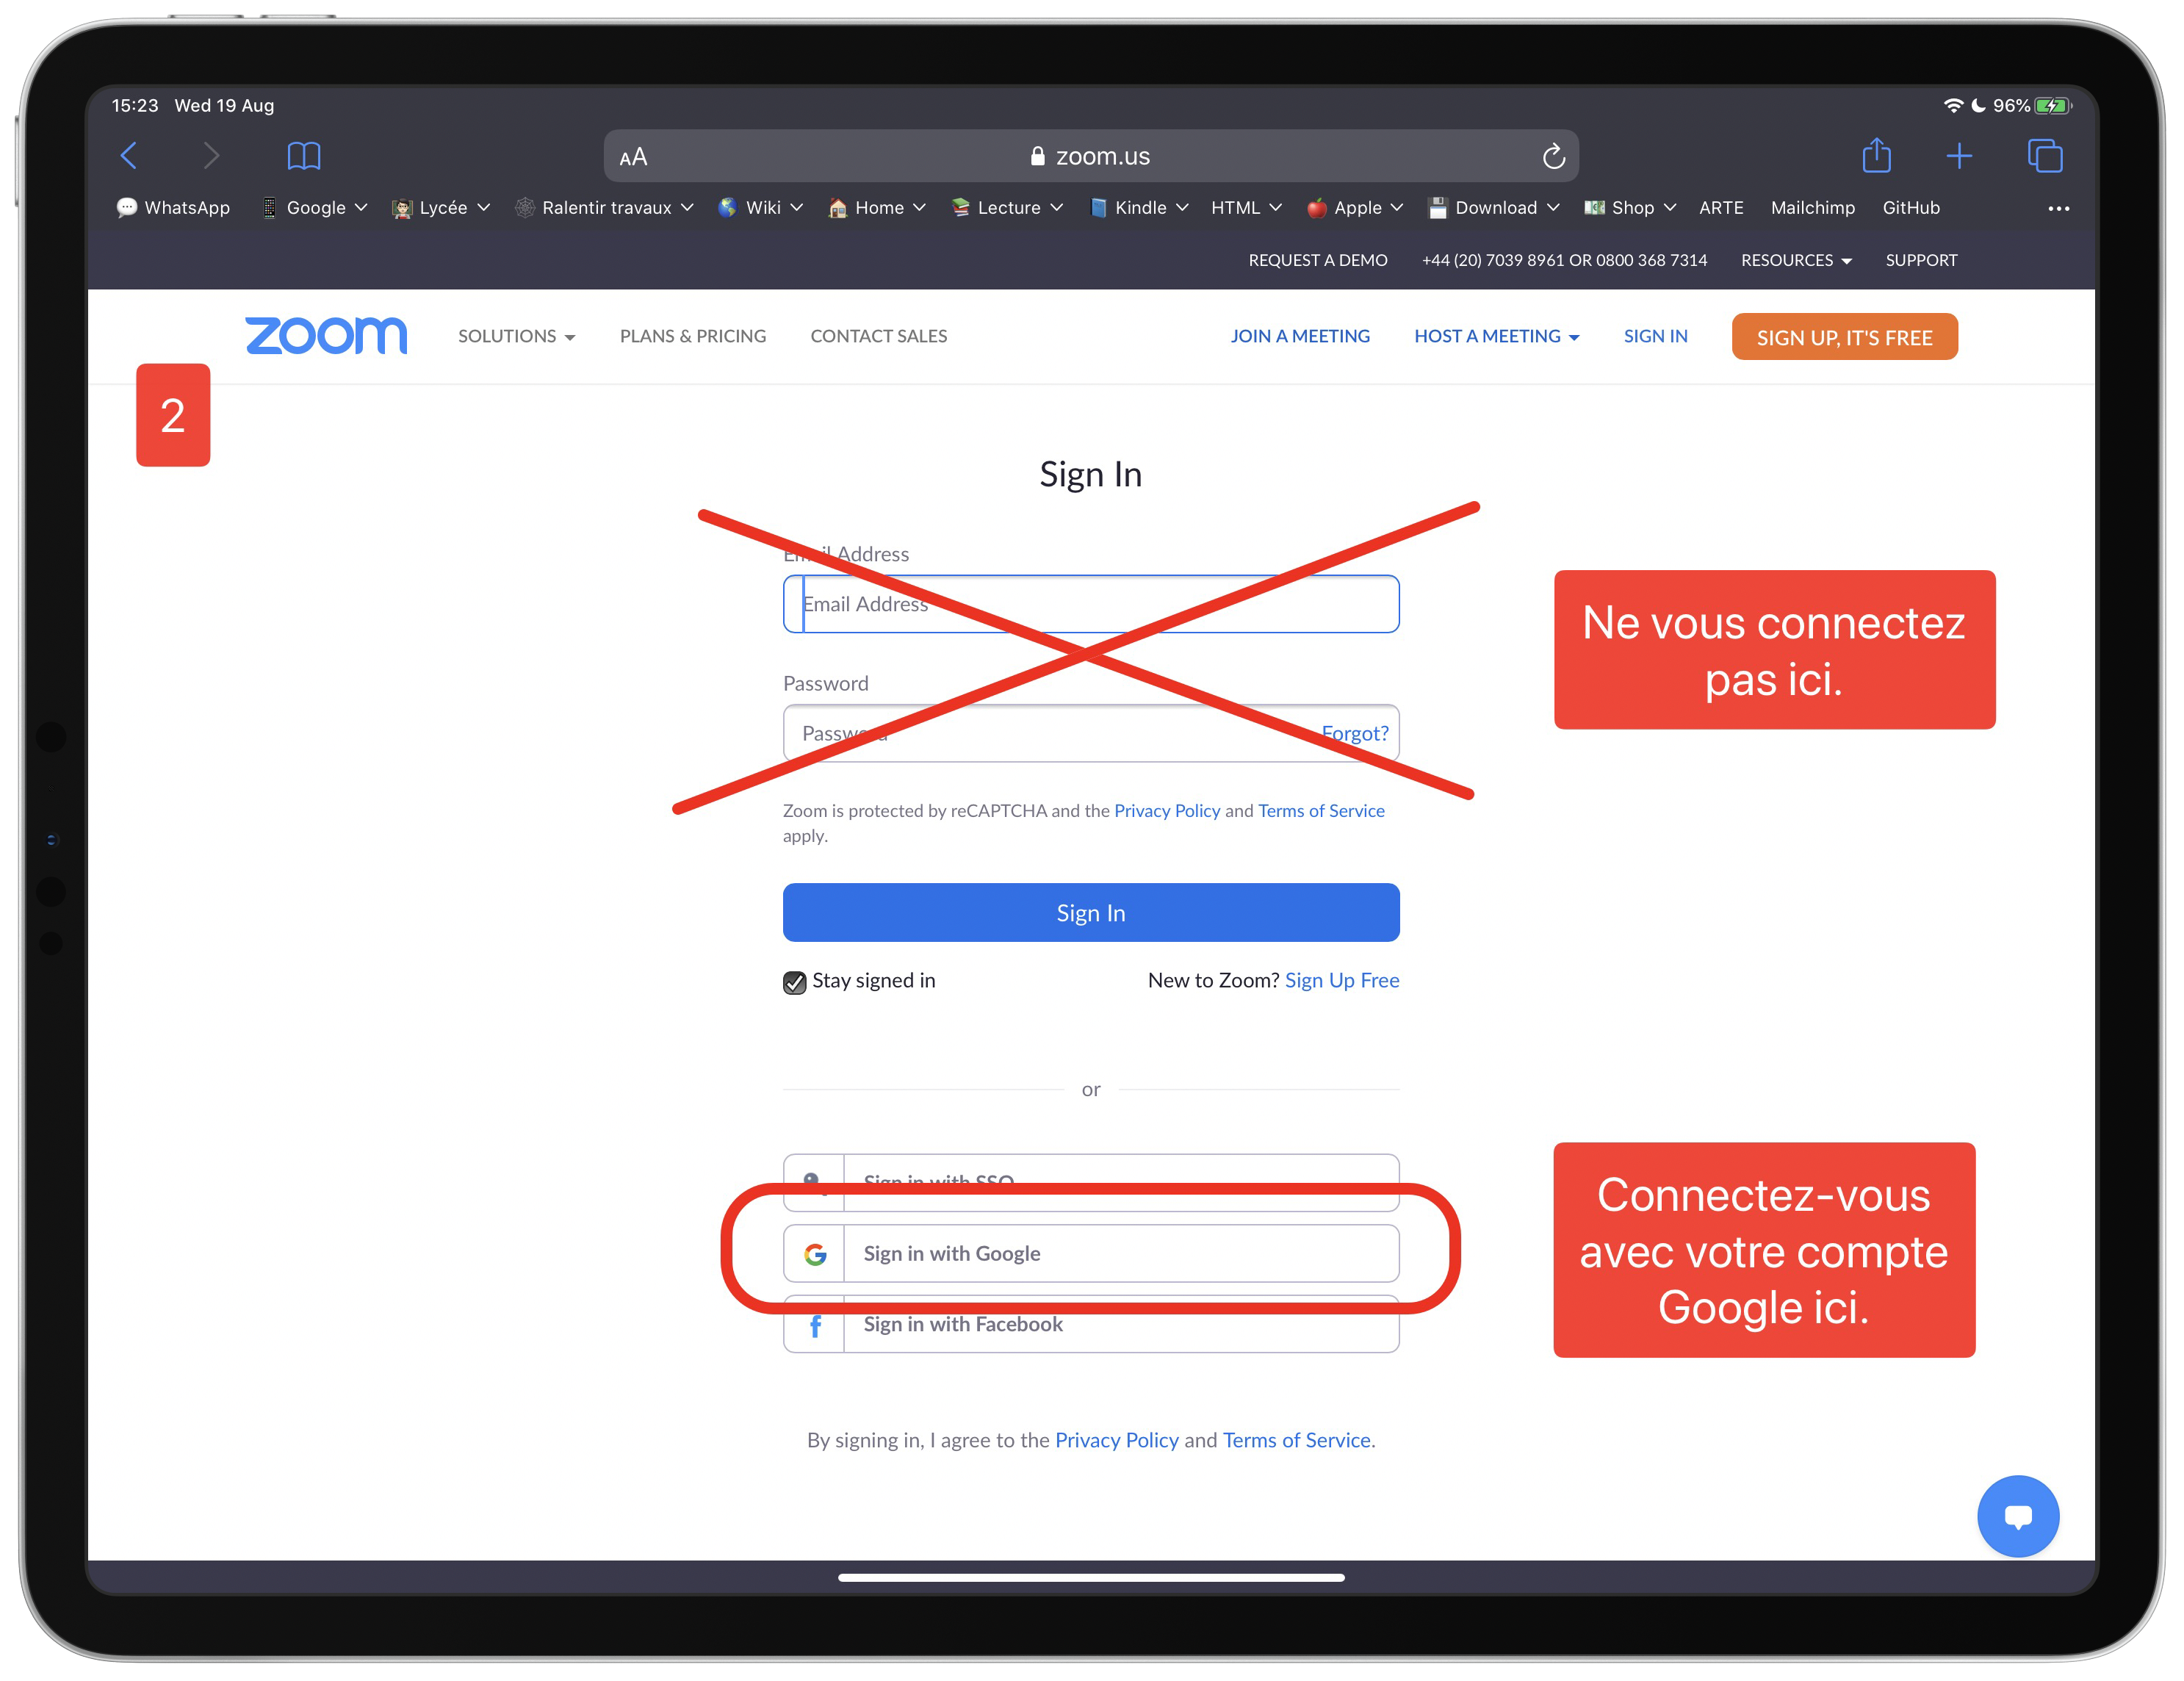 15:23 Wed 19 Aug
96%
AA
zoom.us
WhatsApp Google Lycée Ralentir travaux Wiki Home Lecture Kindle HTML Apple Download Shop ARTE Mailchimp GitHub
REQUEST A DEMO +44 (20) 7039 8961 OR 0800 368 7314 RESOURCES SUPPORT
zoom SOLUTIONS PLANS & PRICING CONTACT SALES JOIN A MEETING HOST A MEETING SIGN IN SIGN UP, IT'S FREE
2
Sign In
Email Address
Email Address
Ne vous connectez
pas ici.
Password
Password Forgot?
Zoom is protected by reCAPTCHA and the Privacy Policy and Terms of Service
apply.
Sign In
Stay signed in New to Zoom? Sign Up Free
or
Sign in with SSO
Sign in with Google
Sign in with Facebook
Connectez-vous
avec votre compte
Google ici.
By signing in, I agree to the Privacy Policy and Terms of Service.